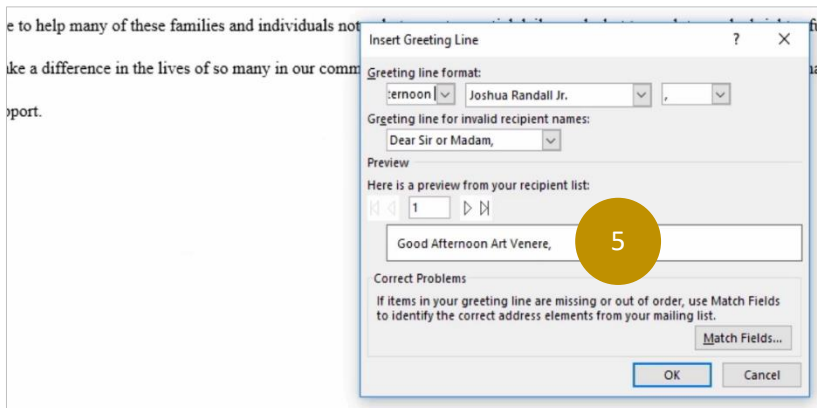 e to help many of these families and individuals not
Insert Greeting Line ? X
ke a difference in the lives of so many in our comm
Greeting line format:
ernoon Joshua Randall Jr. ,
pport.
Greeting line for invalid recipient names:
Dear Sir or Madam,
Preview
Here is a preview from your recipient list:
1
Good Afternoon Art Venere,
5
Correct Problems
If items in your greeting line are missing or out of order, use Match Fields
to identify the correct address elements from your mailing list.
Match Fields...
OK Cancel